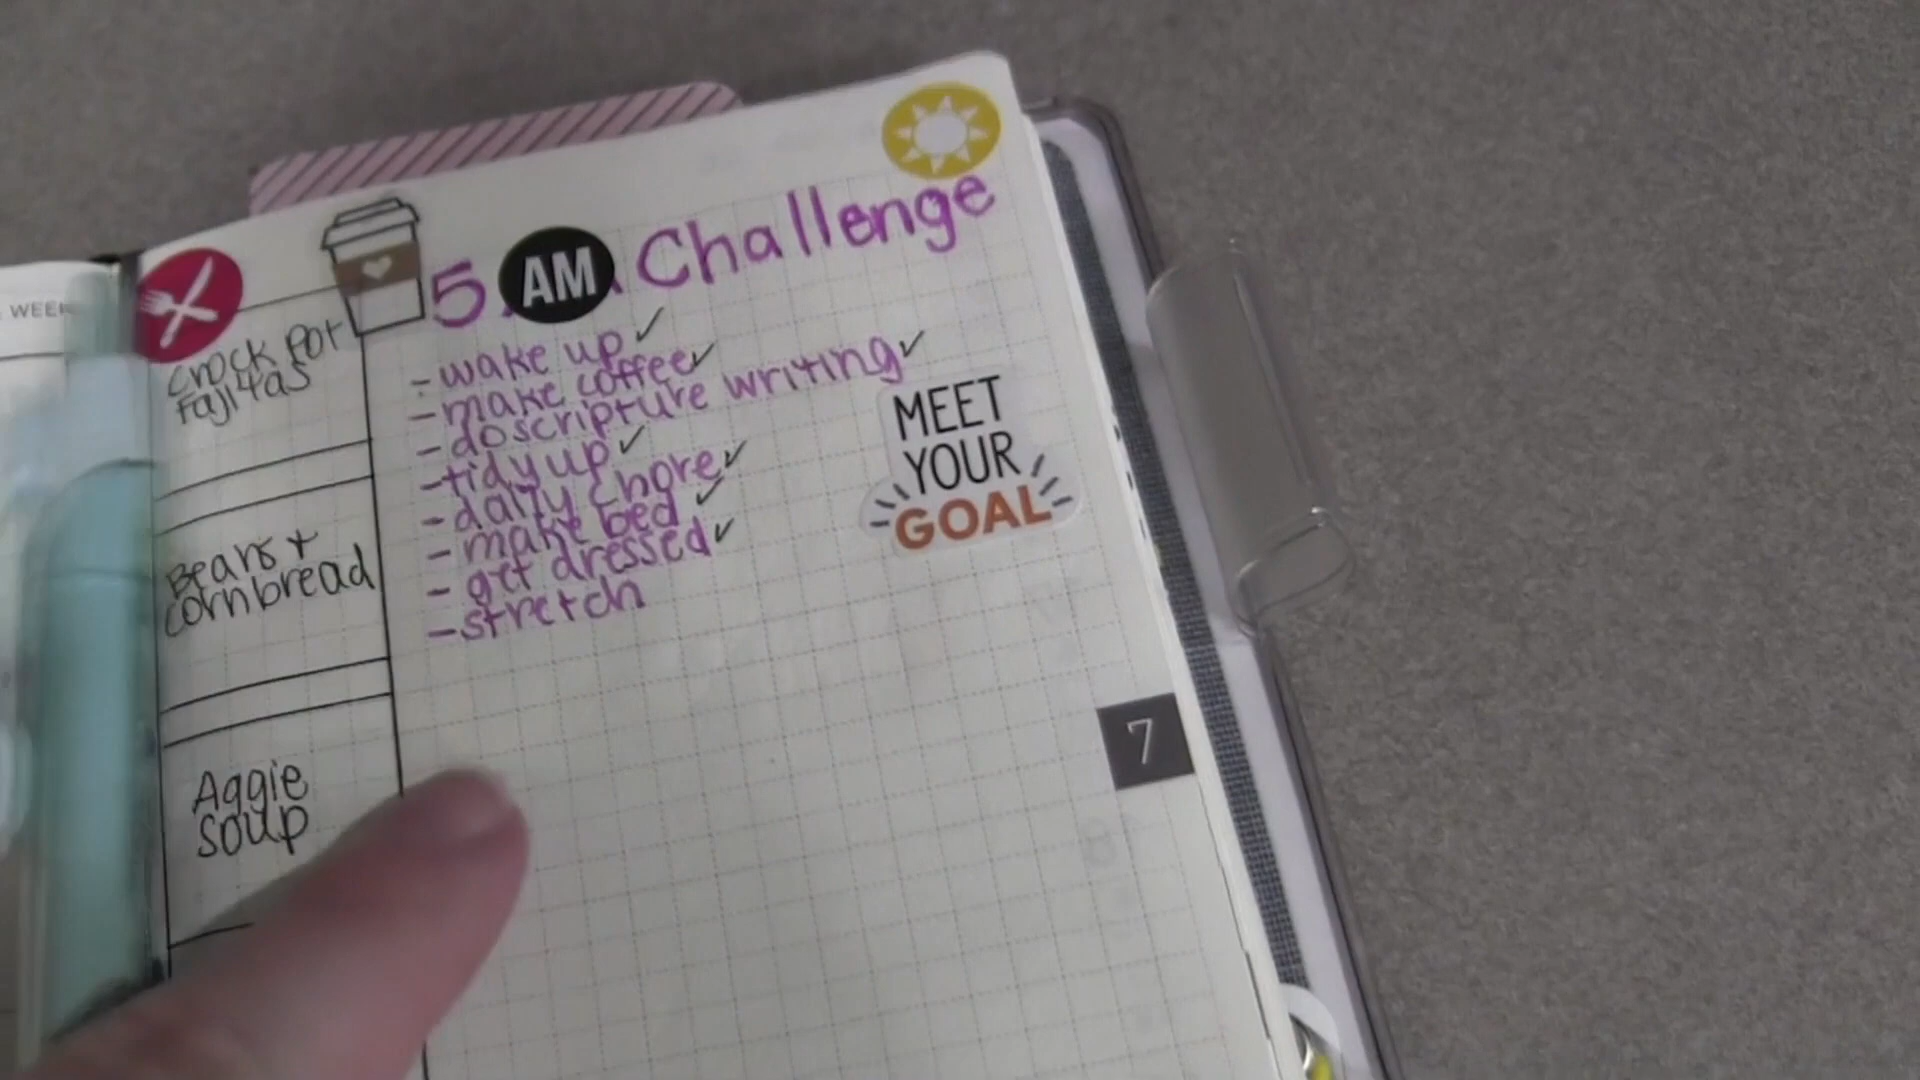 WEEK
Crock Pot
Fajitas
Beans +
cornbread
Aggie
soup
5 AM Challenge
- wake up ✓
- make coffee ✓
- do scripture writing ✓
- tidy up ✓
- daily chore ✓
- make bed ✓
- get dressed ✓
- stretch
MEET
YOUR
GOAL
7